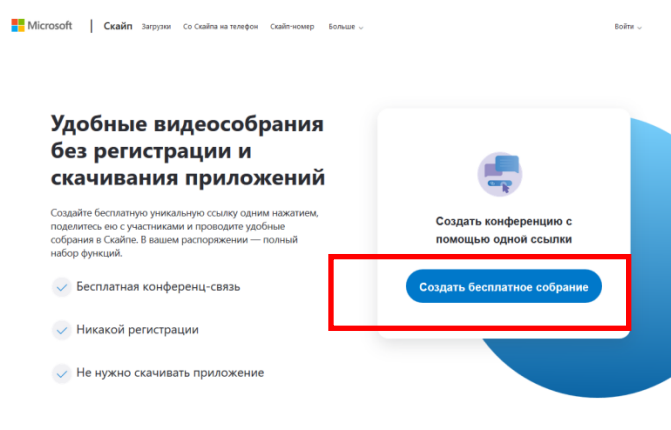 Microsoft | Скайп Загрузки Со Скайпа на телефон Скайп-номер Больше Войти
Удобные видеособрания
без регистрации и
скачивания приложений
Создайте бесплатную уникальную ссылку одним нажатием,
поделитесь ею с участниками и проводите удобные
собрания в Скайпе. В вашем распоряжении — полный
набор функций.
Бесплатная конференц-связь
Никакой регистрации
Не нужно скачивать приложение
Создать конференцию с
помощью одной ссылки
Создать бесплатное собрание